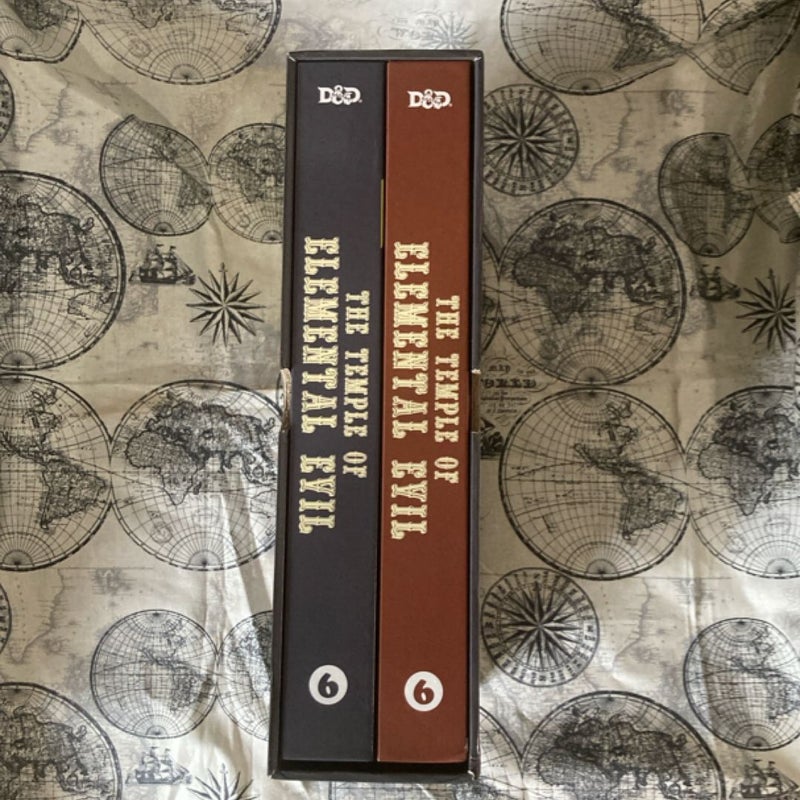 D&D
THE TEMPLE OF
ELEMENTAL EVIL
6
D&D
THE TEMPLE OF
ELEMENTAL EVIL
6